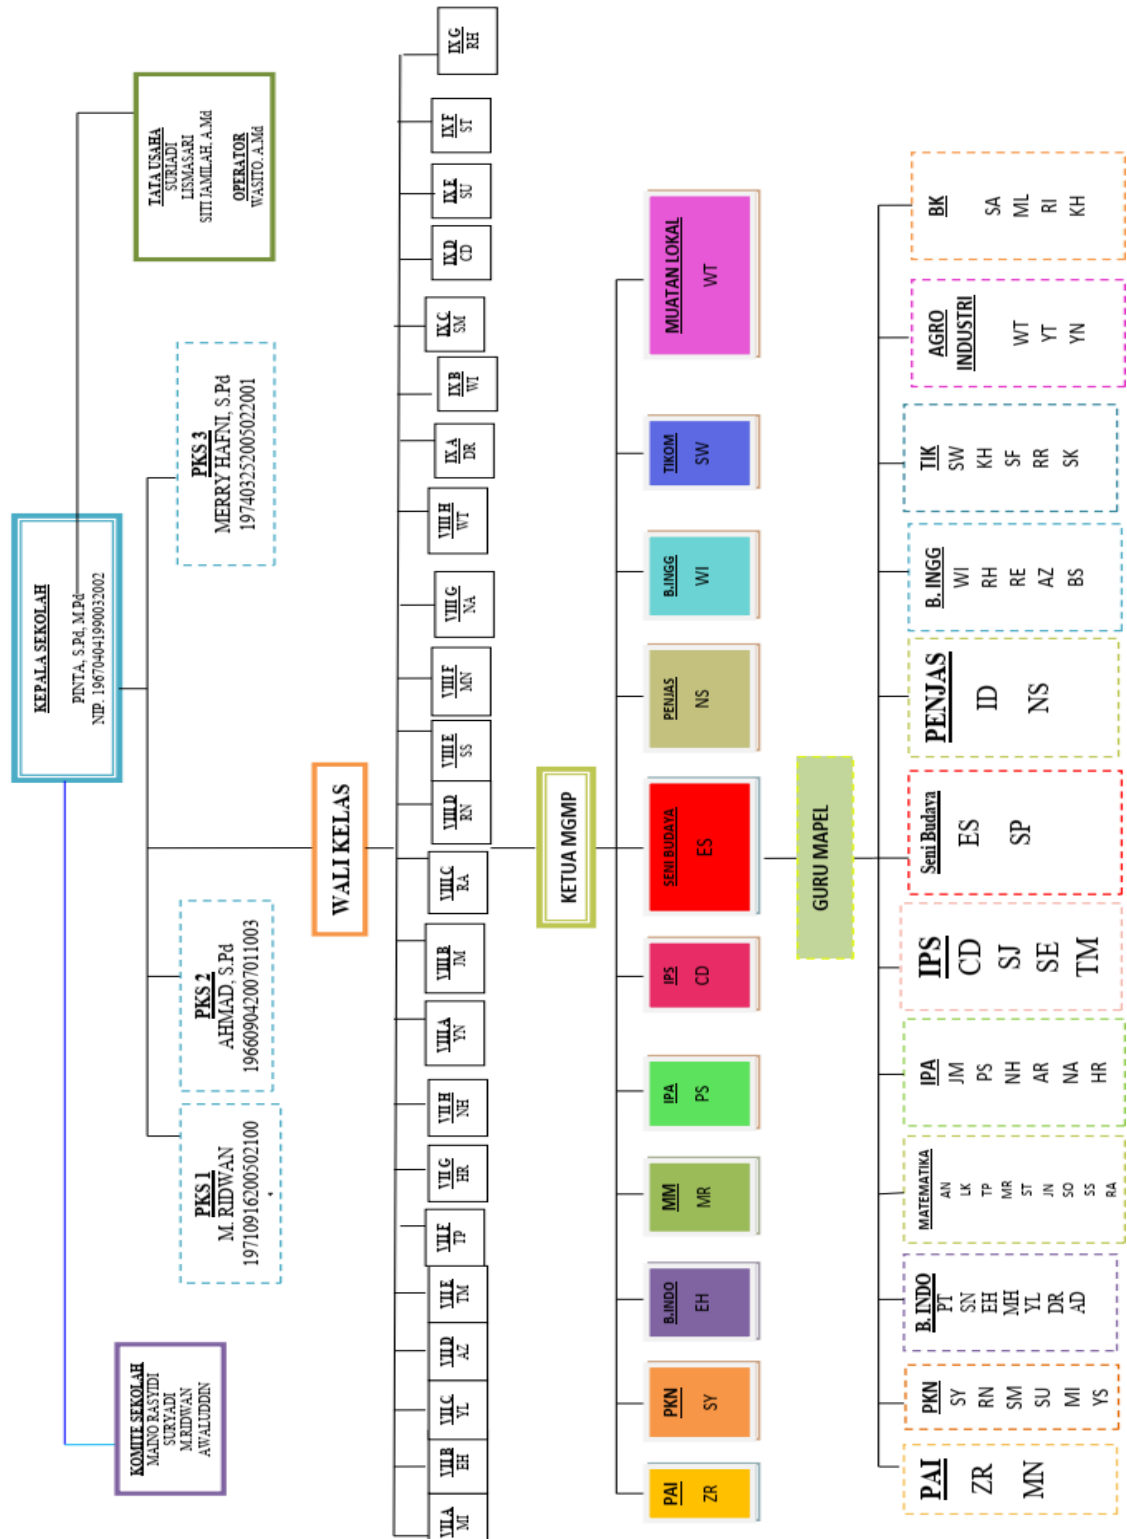 KEPALA SEKOLAH
PINTA, S.Pd, M.Pd
NIP. 196704041990032002
KOMITE SEKOLAH
MAINO RASYIDI
SURYADI
M.RIDWAN
AWALUDDIN
TATA USAHA
SURIADI
LISMASARI
SITI JAMILAH, A.Md
OPERATOR
WASITO. A.Md
PKS 1
M. RIDWAN
19710916200502100
4
PKS 2
AHMAD, S.Pd
196609042007011003
PKS 3
MERRY HAFNI, S.Pd
197403252005022001
WALI KELAS
VII.A
MI
VII.B
EH
VII.C
YL
VII.D
AZ
VII.E
TM
VII.F
TP
VII G
HR
VII H
NH
VIII.A
YN
VIII.B
JM
VIII.C
RA
VIII.D
RN
VIII E
SS
VIII F
MN
VIII G
NA
VIII H
WT
IX.A
DR
IX.B
WI
IX.C
SM
IX.D
CD
IX.E
SU
IX.F
ST
IX G
RH
KETUA MGMP
PAI
ZR
PKN
SY
B.INDO
EH
MM
MR
IPA
PS
IPS
CD
SENI BUDAYA
ES
PENJAS
NS
B.INGG
WI
TIKOM
SW
MUATAN LOKAL
WT
GURU MAPEL
PAI
ZR
MN
PKN
SY
RN
SM
SU
MI
YS
B. INDO
PT
SN
EH
MH
YL
DR
AD
MATEMATIKA
AN
LK
TP
MR
ST
JN
SO
SS
RA
IPA
JM
PS
NH
AR
NA
HR
IPS
CD
SJ
SE
TM
Seni Budaya
ES
SP
PENJAS
ID
NS
B. INGG
WI
RH
RE
AZ
BS
TIK
SW
KH
SF
RR
SK
AGRO
INDUSTRI
WT
YT
YN
BK
SA
ML
RI
KH